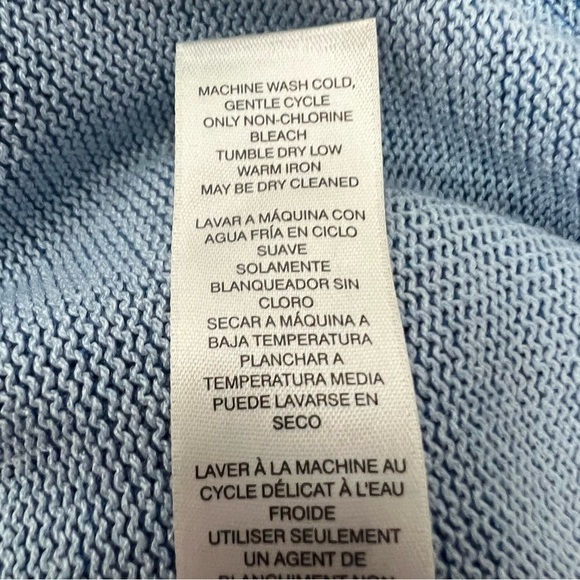 MACHINE WASH COLD,
GENTLE CYCLE
ONLY NON-CHLORINE
BLEACH
TUMBLE DRY LOW
WARM IRON
MAY BE DRY CLEANED
LAVAR A MÁQUINA CON
AGUA FRÍA EN CICLO
SUAVE
SOLAMENTE
BLANQUEADOR SIN
CLORO
SECAR A MÁQUINA A
BAJA TEMPERATURA
PLANCHAR A
TEMPERATURA MEDIA
PUEDE LAVARSE EN
SECO
LAVER À LA MACHINE AU
CYCLE DÉLICAT À L'EAU
FROIDE
UTILISER SEULEMENT
UN AGENT DE
BLANCHIMENT NON